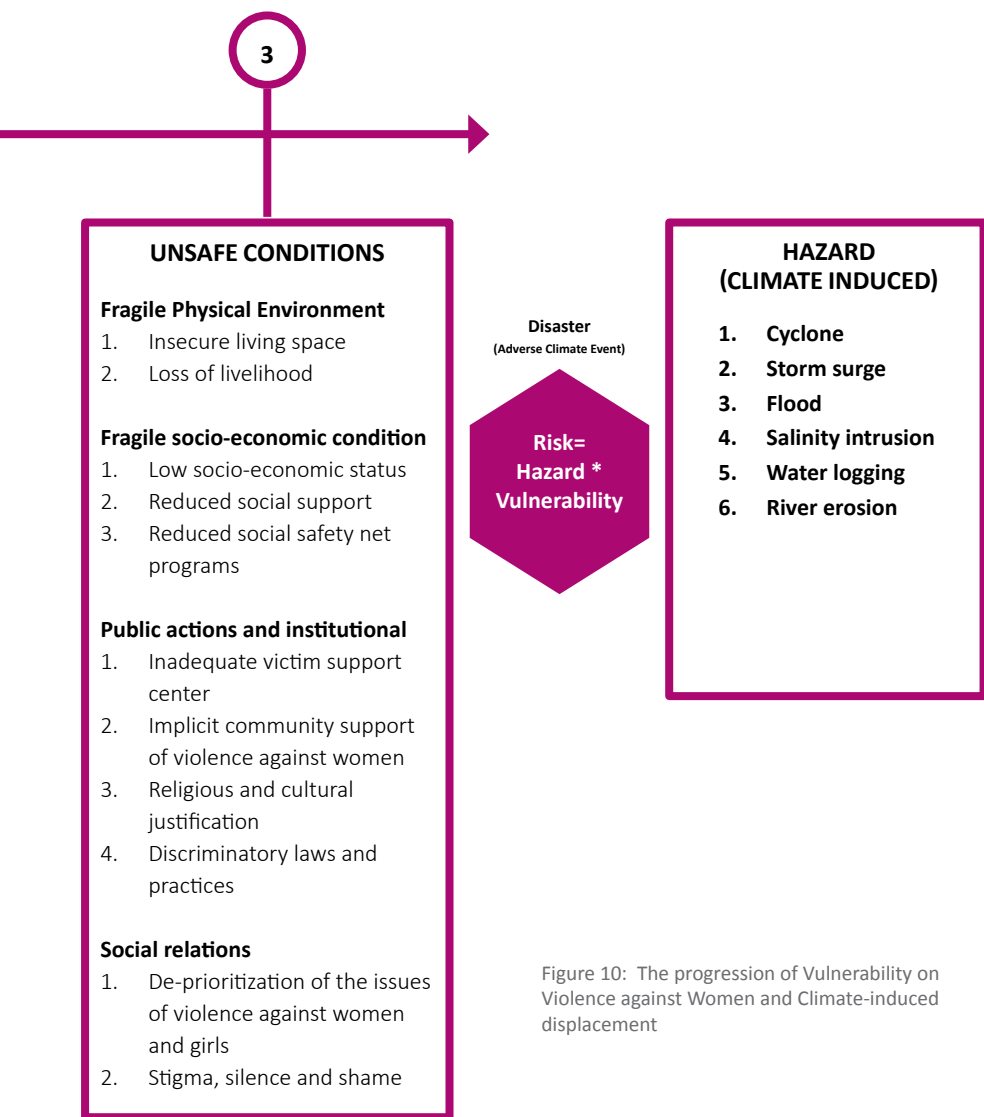 3
UNSAFE CONDITIONS
Fragile Physical Environment
1. Insecure living space
2. Loss of livelihood
Fragile socio-economic condition
1. Low socio-economic status
2. Reduced social support
3. Reduced social safety net
programs
Public actions and institutional
1. Inadequate victim support
center
2. Implicit community support
of violence against women
3. Religious and cultural
justification
4. Discriminatory laws and
practices
Social relations
1. De-prioritization of the issues
of violence against women
and girls
2. Stigma, silence and shame
Disaster
(Adverse Climate Event)
Risk=
Hazard *
Vulnerability
HAZARD
(CLIMATE INDUCED)
1. Cyclone
2. Storm surge
3. Flood
4. Salinity intrusion
5. Water logging
6. River erosion
Figure 10: The progression of Vulnerability on
Violence against Women and Climate-induced
displacement